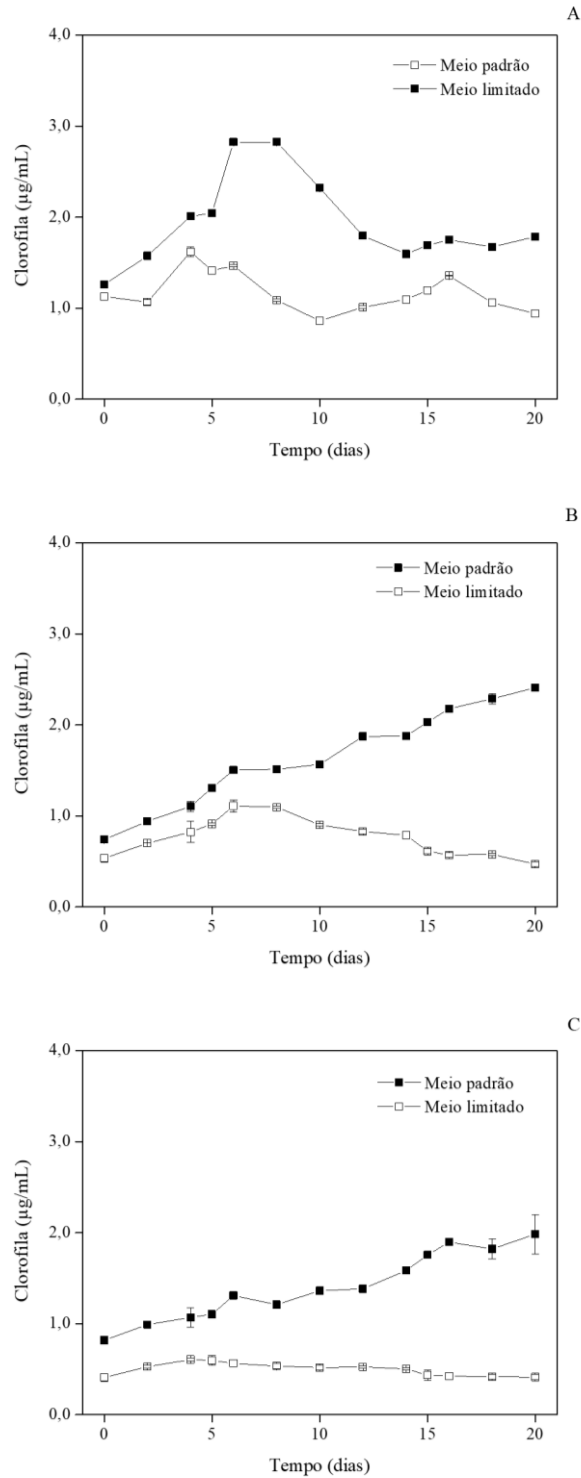 A
4,0
Meio padrão
Meio limitado
3,0
2,0
1,0
0,0
Clorofila (µg/mL)
0 5 10 15 20
Tempo (dias)
B
4,0
Meio padrão
Meio limitado
3,0
2,0
1,0
0,0
Clorofila (µg/mL)
0 5 10 15 20
Tempo (dias)
C
4,0
Meio padrão
Meio limitado
3,0
2,0
1,0
0,0
Clorofila (µg/mL)
0 5 10 15 20
Tempo (dias)